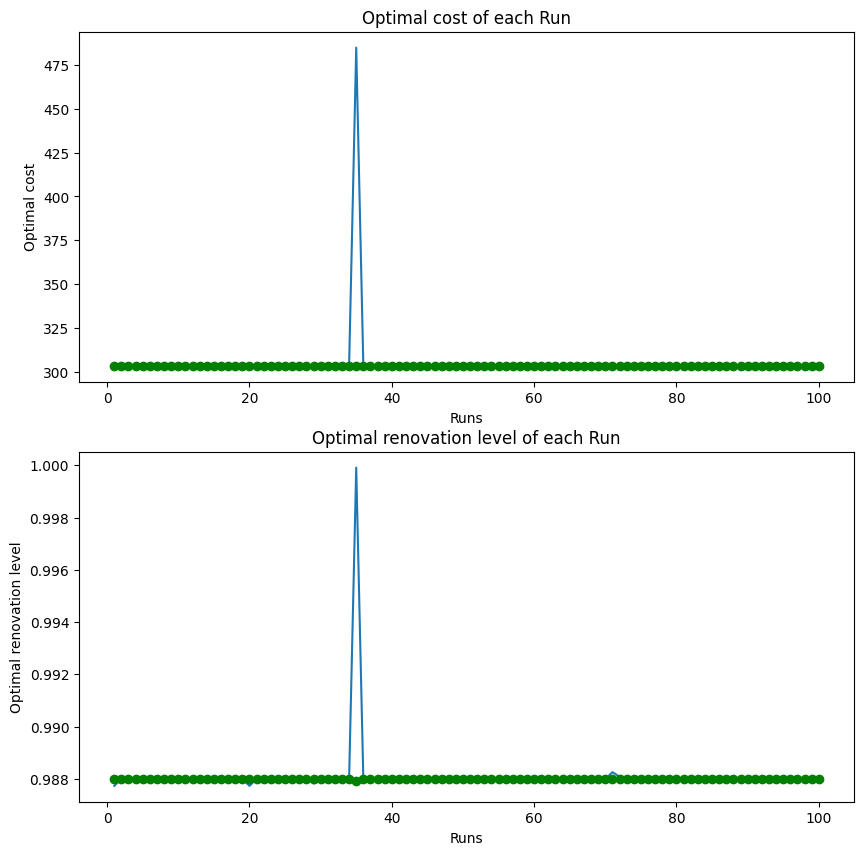 Optimal cost of each Run
475
450
425
400
375
350
325
300
Optimal cost
0 20 40 60 80 100
Runs
Optimal renovation level of each Run
1.000
0.998
0.996
0.994
0.992
0.990
0.988
Optimal renovation level
0 20 40 60 80 100
Runs